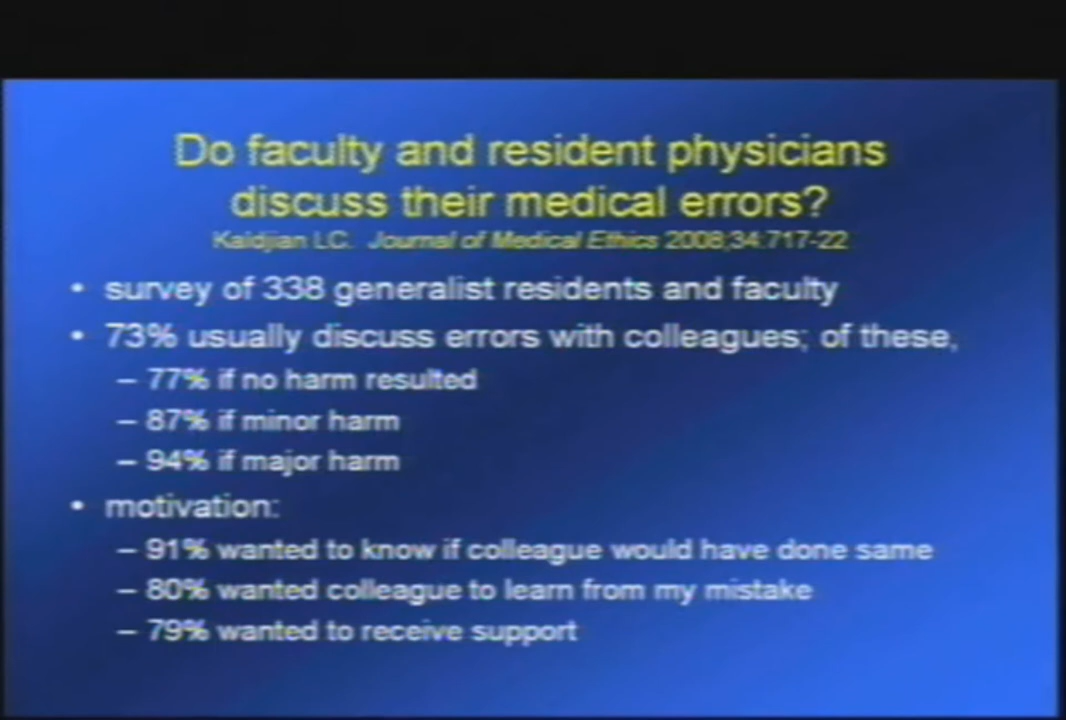 Do faculty and resident physicians
discuss their medical errors?
Kaldjian LC. Journal of Medical Ethics 2008;34:717-22
• survey of 338 generalist residents and faculty
• 73% usually discuss errors with colleagues; of these,
– 77% if no harm resulted
– 87% if minor harm
– 94% if major harm
• motivation:
– 91% wanted to know if colleague would have done same
– 80% wanted colleague to learn from my mistake
– 79% wanted to receive support